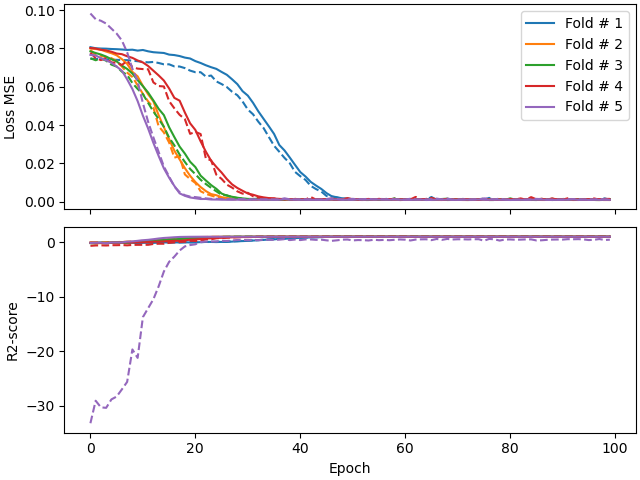 0.10
0.08
0.06
0.04
0.02
0.00
Loss MSE
Fold # 1
Fold # 2
Fold # 3
Fold # 4
Fold # 5
0
−10
−20
−30
R2-score
0 20 40 60 80 100
Epoch